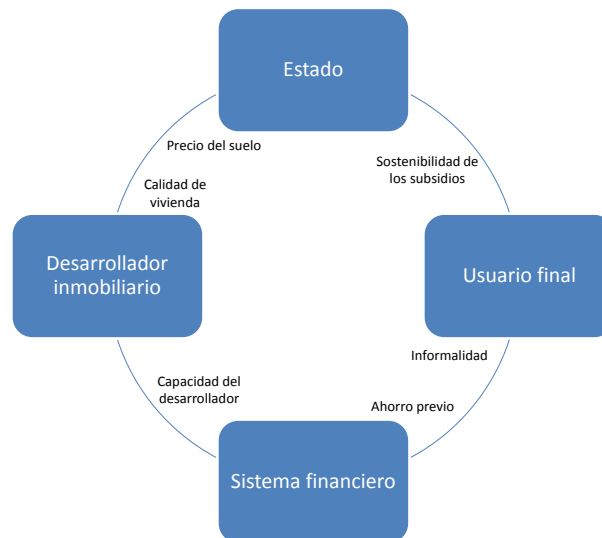 Estado
Precio del suelo
Sostenibilidad de
los subsidios
Calidad de
vivienda
Desarrollador
inmobiliario
Usuario final
Informalidad
Capacidad del
desarrollador
Ahorro previo
Sistema financiero